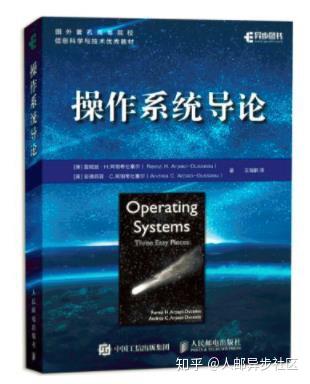 异步图书
国外著名高等院校
信息科学与技术优秀教材
操作系统导论
操作系统导论
[美] 雷姆兹·H.阿帕希杜塞尔 (Remzi H. Arpaci-Dusseau)
[美] 安德莉亚·C.阿帕希杜塞尔 (Andrea C. Arpaci-Dusseau) 著 王海鹏 译
Operating
Systems
Three Easy Pieces
Remzi H. Arpaci-Dusseau
Andrea C. Arpaci-Dusseau
中国工信出版集团
人民邮电出版社
人民邮电出版社
知乎 @人邮异步社区